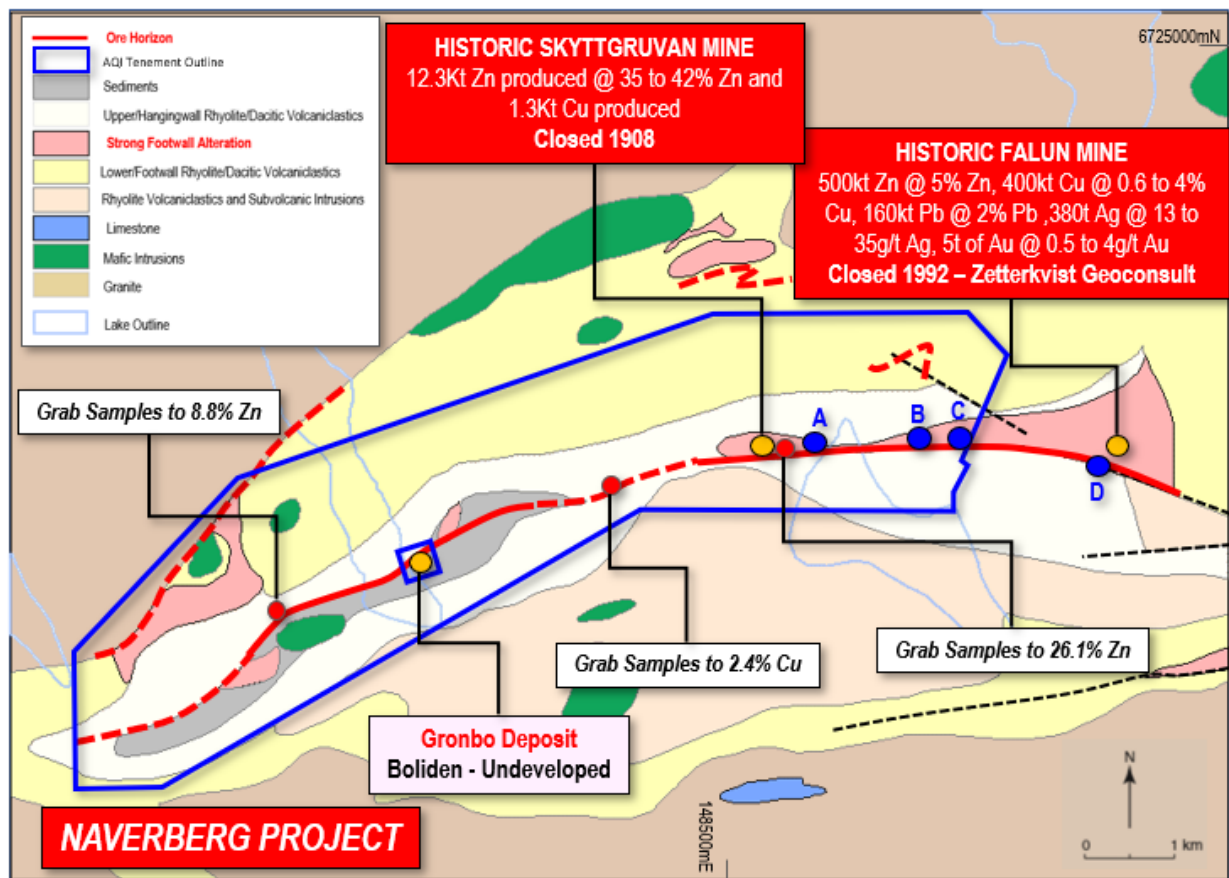 Ore Horizon
AQI Tenement Outline
Sediments
Upper/Hangingwall Rhyolite/Dacitic Volcaniclastics
Strong Footwall Alteration
Lower/Footwall Rhyolite/Dacitic Volcaniclastics
Rhyolite Volcaniclastics and Subvolcanic Intrusions
Limestone
Mafic Intrusions
Granite
Lake Outline
HISTORIC SKYTTGRUVAN MINE
12.3Kt Zn produced @ 35 to 42% Zn and
1.3Kt Cu produced
Closed 1908
6725000mN
HISTORIC FALUN MINE
500kt Zn @ 5% Zn, 400kt Cu @ 0.6 to 4%
Cu, 160kt Pb @ 2% Pb ,380t Ag @ 13 to
35g/t Ag, 5t of Au @ 0.5 to 4g/t Au
Closed 1992 – Zetterkvist Geoconsult
Grab Samples to 8.8% Zn
A
B
C
D
Grab Samples to 2.4% Cu
Grab Samples to 26.1% Zn
Gronbo Deposit
Boliden - Undeveloped
148500mE
N
0 1 km
NAVERBERG PROJECT